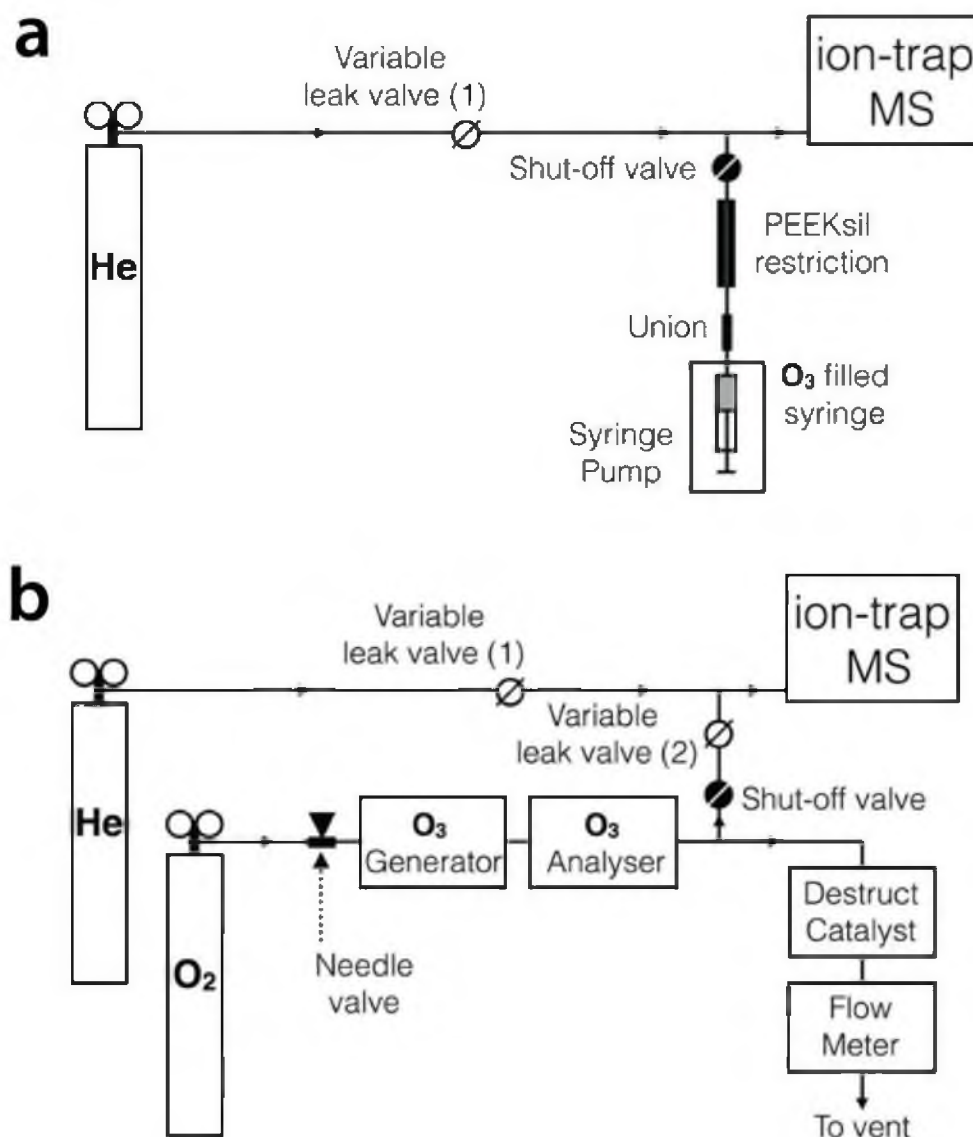 a
Variable
leak valve (1)
ion-trap
MS
Shut-off valve
He
PEEKsil
restriction
Union
O₃ filled
syringe
Syringe
Pump
b
Variable
leak valve (1)
ion-trap
MS
Variable
leak valve (2)
He
Shut-off valve
O₃
Generator
O₃
Analyser
O₂
Needle
valve
Destruct
Catalyst
Flow
Meter
To vent